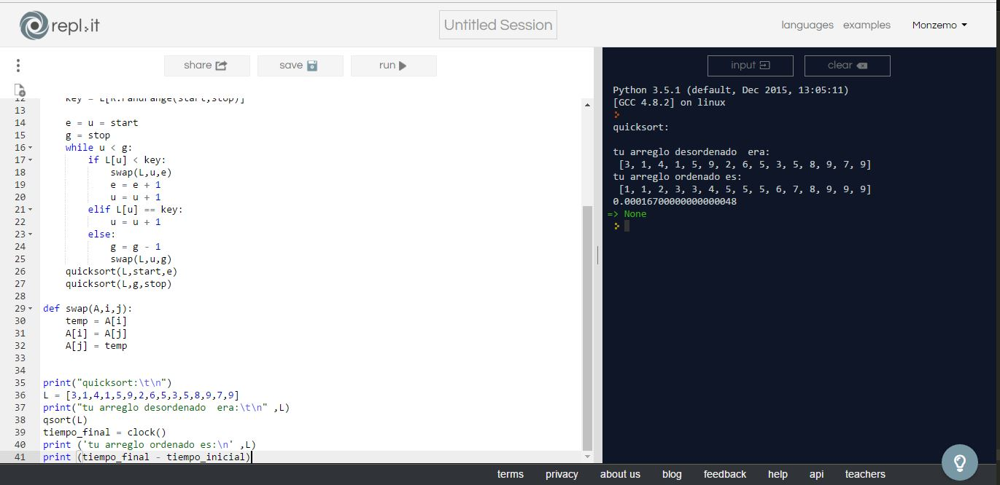 repl.it
Untitled Session
languages examples Monzemo
share save run
input clear
12 key = L[R.randrange(start,stop)]
13
14 e = u = start
15 g = stop
16 while u < g:
17 if L[u] < key:
18 swap(L,u,e)
19 e = e + 1
20 u = u + 1
21 elif L[u] == key:
22 u = u + 1
23 else:
24 g = g - 1
25 swap(L,u,g)
26 quicksort(L,start,e)
27 quicksort(L,g,stop)
28
29 def swap(A,i,j):
30 temp = A[i]
31 A[i] = A[j]
32 A[j] = temp
33
34
35 print("quicksort:\t\n")
36 L = [3,1,4,1,5,9,2,6,5,3,5,8,9,7,9]
37 print("tu arreglo desordenado  era:\t\n" ,L)
38 qsort(L)
39 tiempo_final = clock()
40 print ('tu arreglo ordenado es:\n' ,L)
41 print (tiempo_final - tiempo_inicial)
Python 3.5.1 (default, Dec 2015, 13:05:11)
[GCC 4.8.2] on linux
quicksort:
tu arreglo desordenado  era:
[3, 1, 4, 1, 5, 9, 2, 6, 5, 3, 5, 8, 9, 7, 9]
tu arreglo ordenado es:
[1, 1, 2, 3, 3, 4, 5, 5, 5, 6, 7, 8, 9, 9, 9]
0.00016700000000000048
=> None
terms privacy about us blog feedback help api teachers